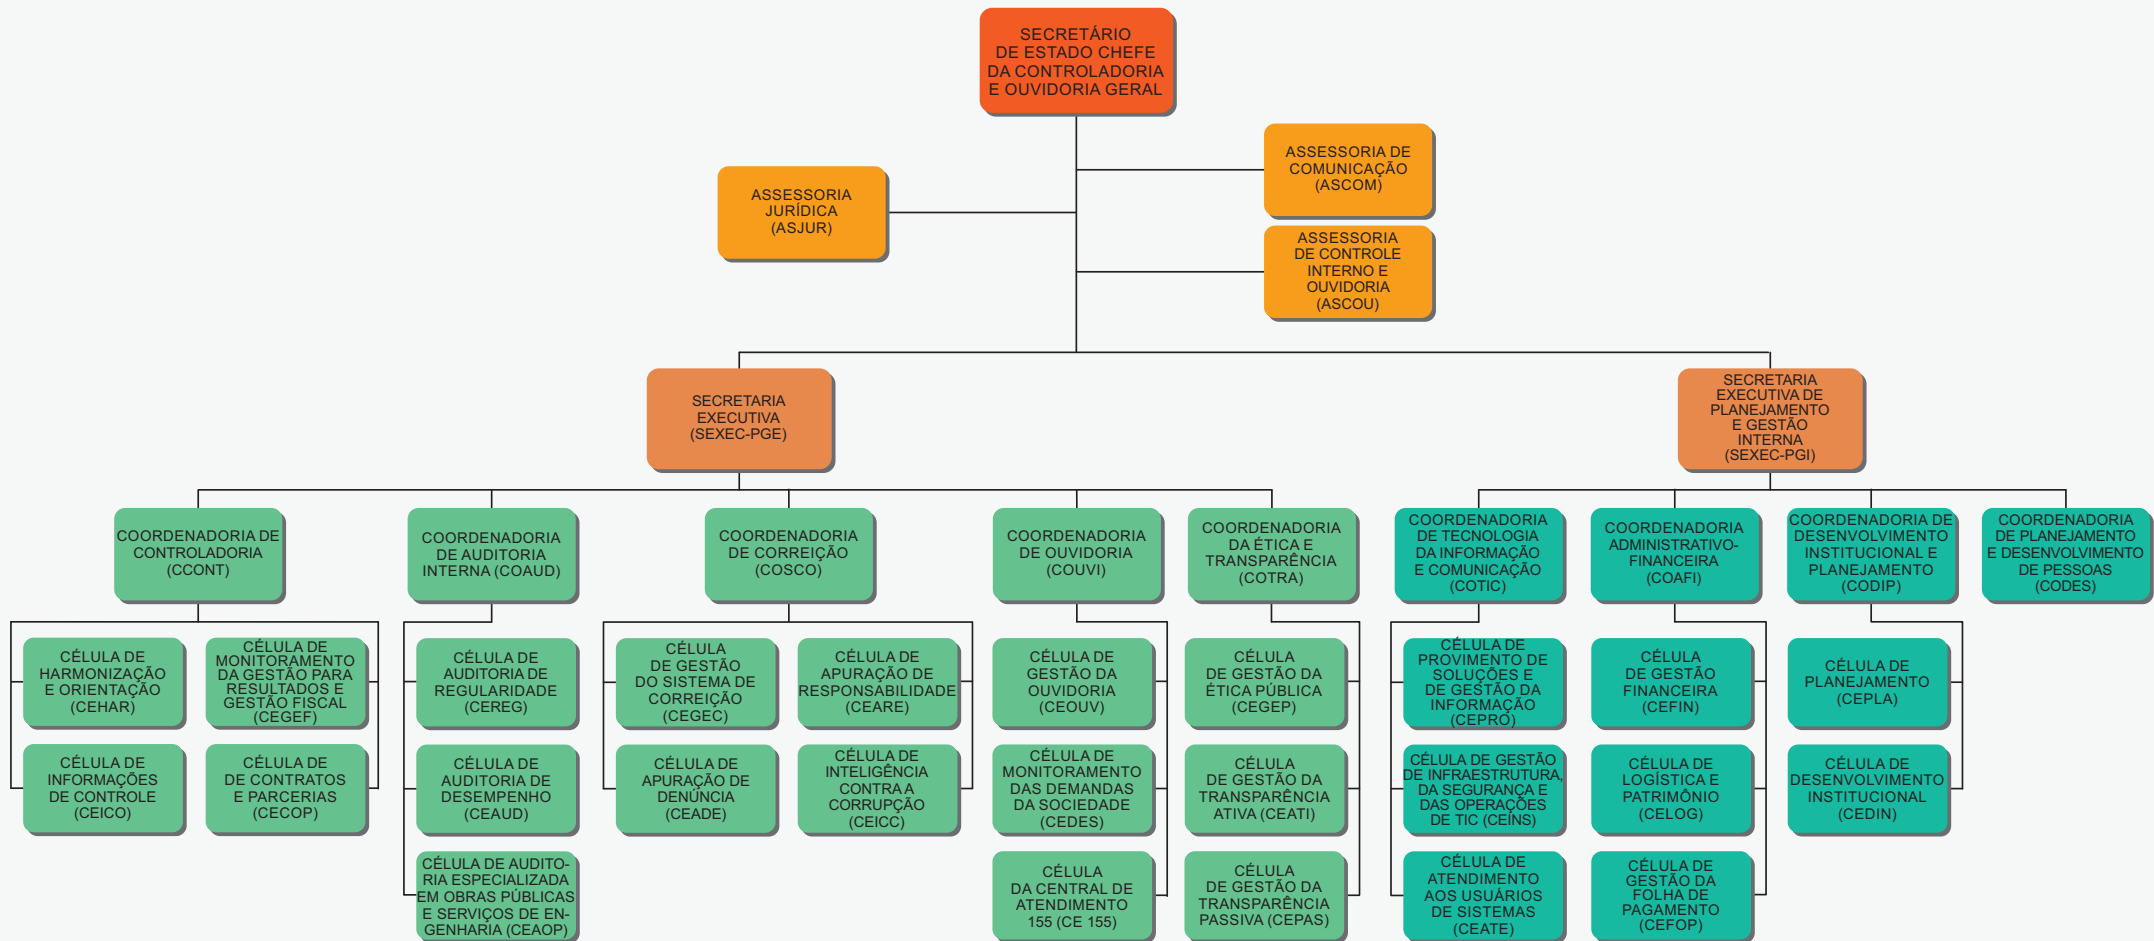 SECRETÁRIO
DE ESTADO CHEFE
DA CONTROLADORIA
E OUVIDORIA GERAL
ASSESSORIA DE
COMUNICAÇÃO
(ASCOM)
ASSESSORIA
JURÍDICA
(ASJUR)
ASSESSORIA
DE CONTROLE
INTERNO E
OUVIDORIA
(ASCOU)
SECRETARIA
EXECUTIVA
(SEXEC-PGE)
SECRETARIA
EXECUTIVA DE
PLANEJAMENTO
E GESTÃO
INTERNA
(SEXEC-PGI)
COORDENADORIA DE
CONTROLADORIA
(CCONT)
COORDENADORIA
DE AUDITORIA
INTERNA (COAUD)
COORDENADORIA
DE CORREIÇÃO
(COSCO)
COORDENADORIA
DE OUVIDORIA
(COUVI)
COORDENADORIA
DA ÉTICA E
TRANSPARÊNCIA
(COTRA)
COORDENADORIA
DE TECNOLOGIA
DA INFORMAÇÃO
E COMUNICAÇÃO
(COTIC)
COORDENADORIA
ADMINISTRATIVO-
FINANCEIRA
(COAFI)
COORDENADORIA DE
DESENVOLVIMENTO
INSTITUCIONAL E
PLANEJAMENTO
(CODIP)
COORDENADORIA
DE PLANEJAMENTO
E DESENVOLVIMENTO
DE PESSOAS
(CODES)
CÉLULA DE
HARMONIZAÇÃO
E ORIENTAÇÃO
(CEHAR)
CÉLULA DE
MONITORAMENTO
DA GESTÃO PARA
RESULTADOS E
GESTÃO FISCAL
(CEGEF)
CÉLULA DE
AUDITORIA DE
REGULARIDADE
(CEREG)
CÉLULA
DE GESTÃO
DO SISTEMA DE
CORREIÇÃO
(CEGEC)
CÉLULA DE
APURAÇÃO DE
RESPONSABILIDADE
(CEARE)
CÉLULA DE
GESTÃO DA
OUVIDORIA
(CEOUV)
CÉLULA
DE GESTÃO DA
ÉTICA PÚBLICA
(CEGEP)
CÉLULA DE
PROVIMENTO DE
SOLUÇÕES E
DE GESTÃO DA
INFORMAÇÃO
(CEPRO)
CÉLULA
DE GESTÃO
FINANCEIRA
(CEFIN)
CÉLULA DE
PLANEJAMENTO
(CEPLA)
CÉLULA DE
INFORMAÇÕES
DE CONTROLE
(CEICO)
CÉLULA DE
DE CONTRATOS
E PARCERIAS
(CECOP)
CÉLULA DE
AUDITORIA DE
DESEMPENHO
(CEAUD)
CÉLULA DE
APURAÇÃO DE
DENÚNCIA
(CEADE)
CÉLULA DE
INTELIGÊNCIA
CONTRA A
CORRUPÇÃO
(CEICC)
CÉLULA DE
MONITORAMENTO
DAS DEMANDAS
DA SOCIEDADE
(CEDES)
CÉLULA
DE GESTÃO DA
TRANSPARÊNCIA
ATIVA (CEATI)
CÉLULA DE GESTÃO
DE INFRAESTRUTURA,
DA SEGURANÇA E
DAS OPERAÇÕES
DE TIC (CEINS)
CÉLULA DE
LOGÍSTICA E
PATRIMÔNIO
(CELOG)
CÉLULA DE
DESENVOLVIMENTO
INSTITUCIONAL
(CEDIN)
CÉLULA DE AUDITO-
RIA ESPECIALIZADA
EM OBRAS PÚBLICAS
E SERVIÇOS DE EN-
GENHARIA (CEAOP)
CÉLULA
DA CENTRAL DE
ATENDIMENTO
155 (CE 155)
CÉLULA
DE GESTÃO DA
TRANSPARÊNCIA
PASSIVA (CEPAS)
CÉLULA DE
ATENDIMENTO
AOS USUÁRIOS
DE SISTEMAS
(CEATE)
CÉLULA DE
GESTÃO DA
FOLHA DE
PAGAMENTO
(CEFOP)